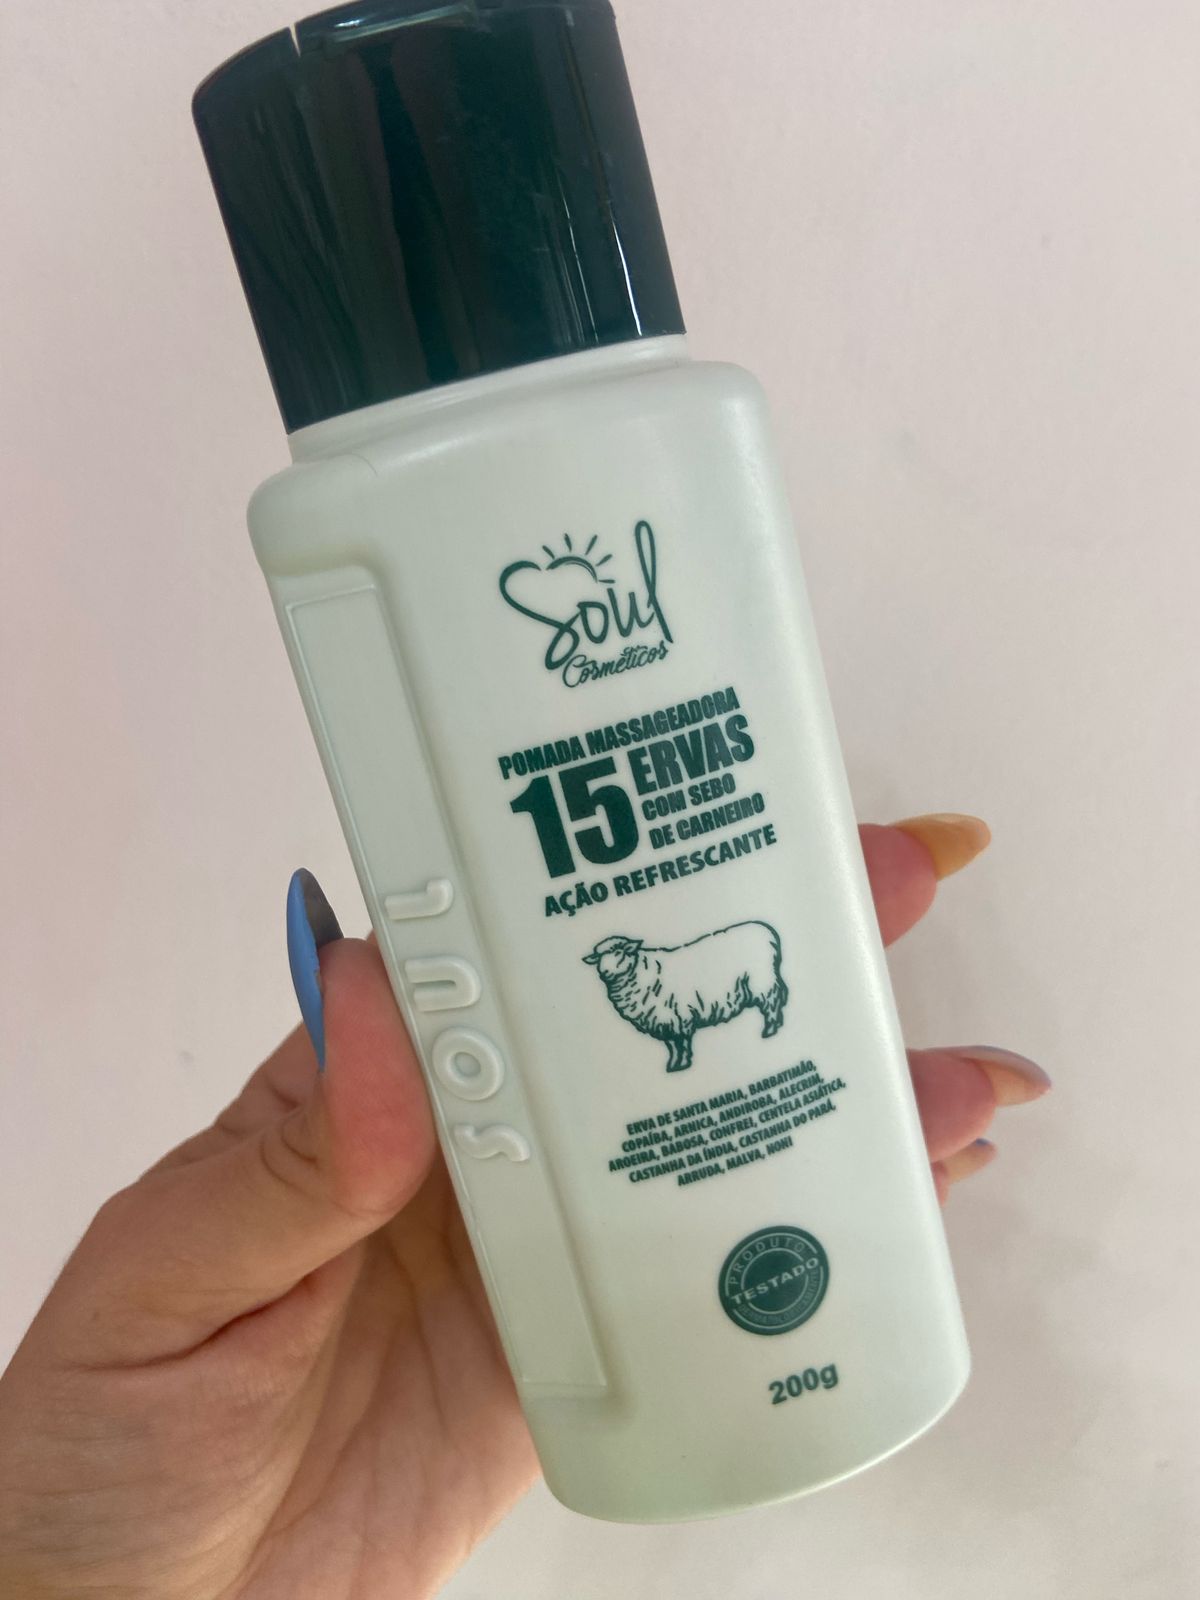 Soul
Cosméticos
POMADA MASSAGEADORA
15 ERVAS
COM SEBO
DE CARNEIRO
AÇÃO REFRESCANTE
SOUL
ERVA DE SANTA MARIA, BARBATIMÃO,
COPAÍBA, ARNICA, ANDIROBA, ALECRIM,
AROEIRA, BABOSA, CONFREI, CENTELA ASIÁTICA,
CASTANHA DA ÍNDIA, CASTANHA DO PARÁ,
ARRUDA, MALVA, NONI
PRODUTO
TESTADO
DERMATOLOGICAMENTE
200g